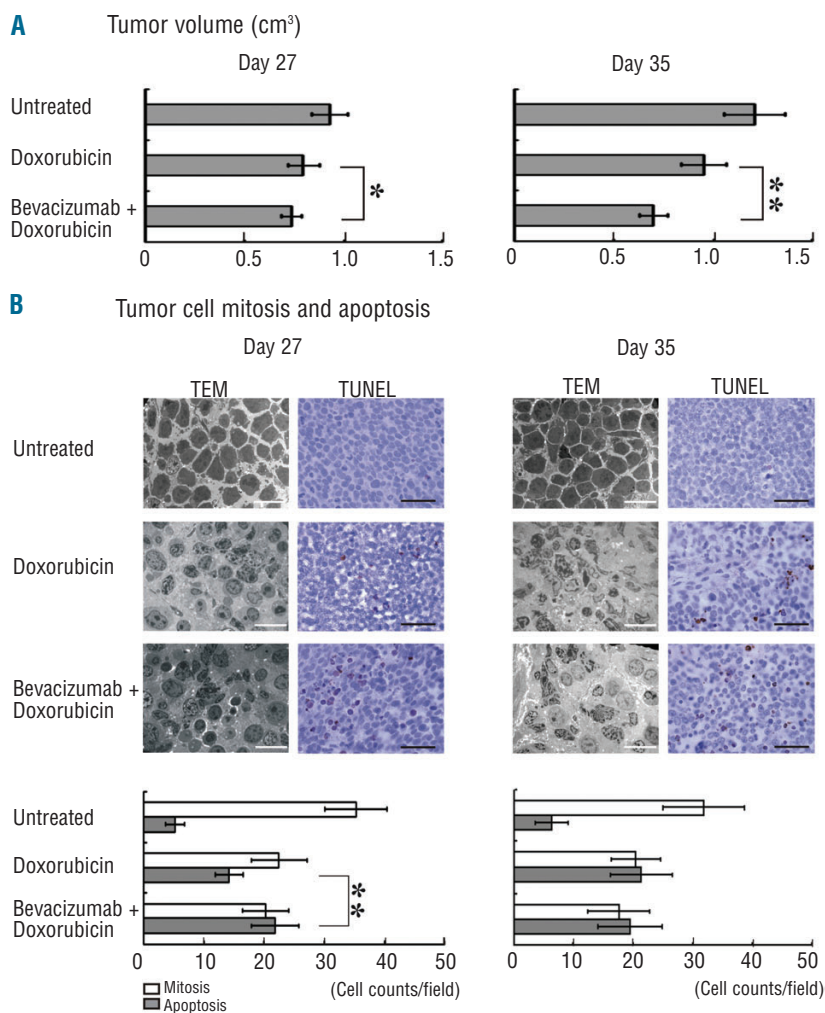 A Tumor volume (cm³)
Day 27 Day 35
Untreated
Doxorubicin
*
**
Bevacizumab +
Doxorubicin
0 0.5 1.0 1.5 0 0.5 1.0 1.5
B Tumor cell mitosis and apoptosis
Day 27 Day 35
TEM TUNEL TEM TUNEL
Untreated
Doxorubicin
Bevacizumab +
Doxorubicin
Untreated
Doxorubicin
**
Bevacizumab +
Doxorubicin
0 10 20 30 40 50 0 10 20 30 40 50
Mitosis
Apoptosis (Cell counts/field) (Cell counts/field)